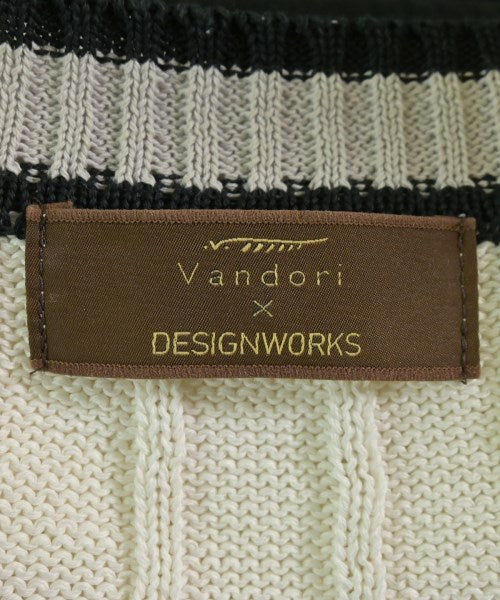 Vandori
×
DESIGNWORKS